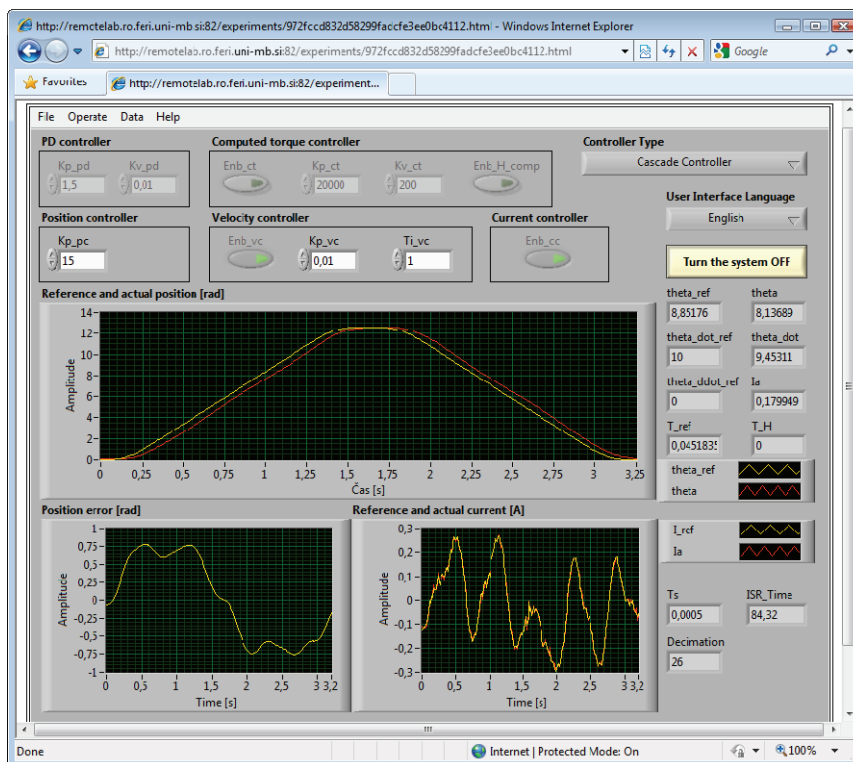 http://remotelab.ro.feri.uni-mb.si:82/experiments/972fccd832d58299fadcfe3ee0bc4112.html - Windows Internet Explorer
http://remotelab.ro.feri.uni-mb.si:82/experiments/972fccd832d58299fadcfe3ee0bc4112.html
Google
Favorites
http://remotelab.ro.feri.uni-mb.si:82/experiment...
File Operate Data Help
PD controller
Computed torque controller
Controller Type
Kp_pd Kv_pd
Enb_ct Kp_ct Kv_ct Enb_H_comp
Cascade Controller
1,5 0,01
20000 200
User Interface Language
English
Position controller
Velocity controller
Current controller
Kp_pc
Enb_vc Kp_vc Ti_vc
Enb_cc
15
0,01 1
Turn the system OFF
Reference and actual position [rad]
theta_ref theta
8,85176 8,13689
theta_dot_ref theta_dot
10 9,45311
theta_ddot_ref Ia
0 0,179949
T_ref T_H
0,045183 0
theta_ref
theta
Amplitude
14
12
10
8
6
4
2
0
0 0,25 0,5 0,75 1 1,25 1,5 1,75 2 2,25 2,5 2,75 3 3,25
Čas [s]
Position error [rad]
Amplitude
1
0,75
0,5
0,25
0
-0,25
-0,5
-0,75
-1
0 0,5 1 1,5 2 2,5 3 3,2
Time [s]
Reference and actual current [A]
Amplitude
0,3
0,2
0,1
0
-0,1
-0,2
-0,3
0 0,5 1 1,5 2 2,5 3 3,2
Time [s]
I_ref
Ia
Ts ISR_Time
0,0005 84,32
Decimation
26
Done
Internet | Protected Mode: On
100%